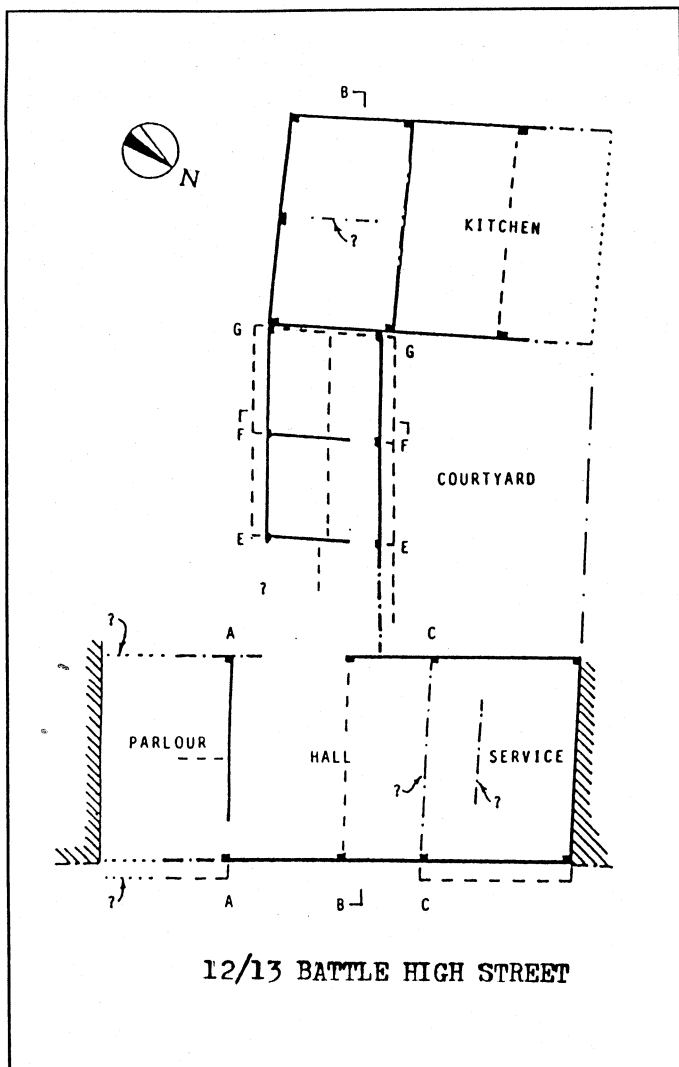 B
N
KITCHEN
?
G
G
F
F
COURTYARD
E
E
?
?
A
C
PARLOUR
HALL
SERVICE
?
?
?
A
B
C
12/13 BATTLE HIGH STREET